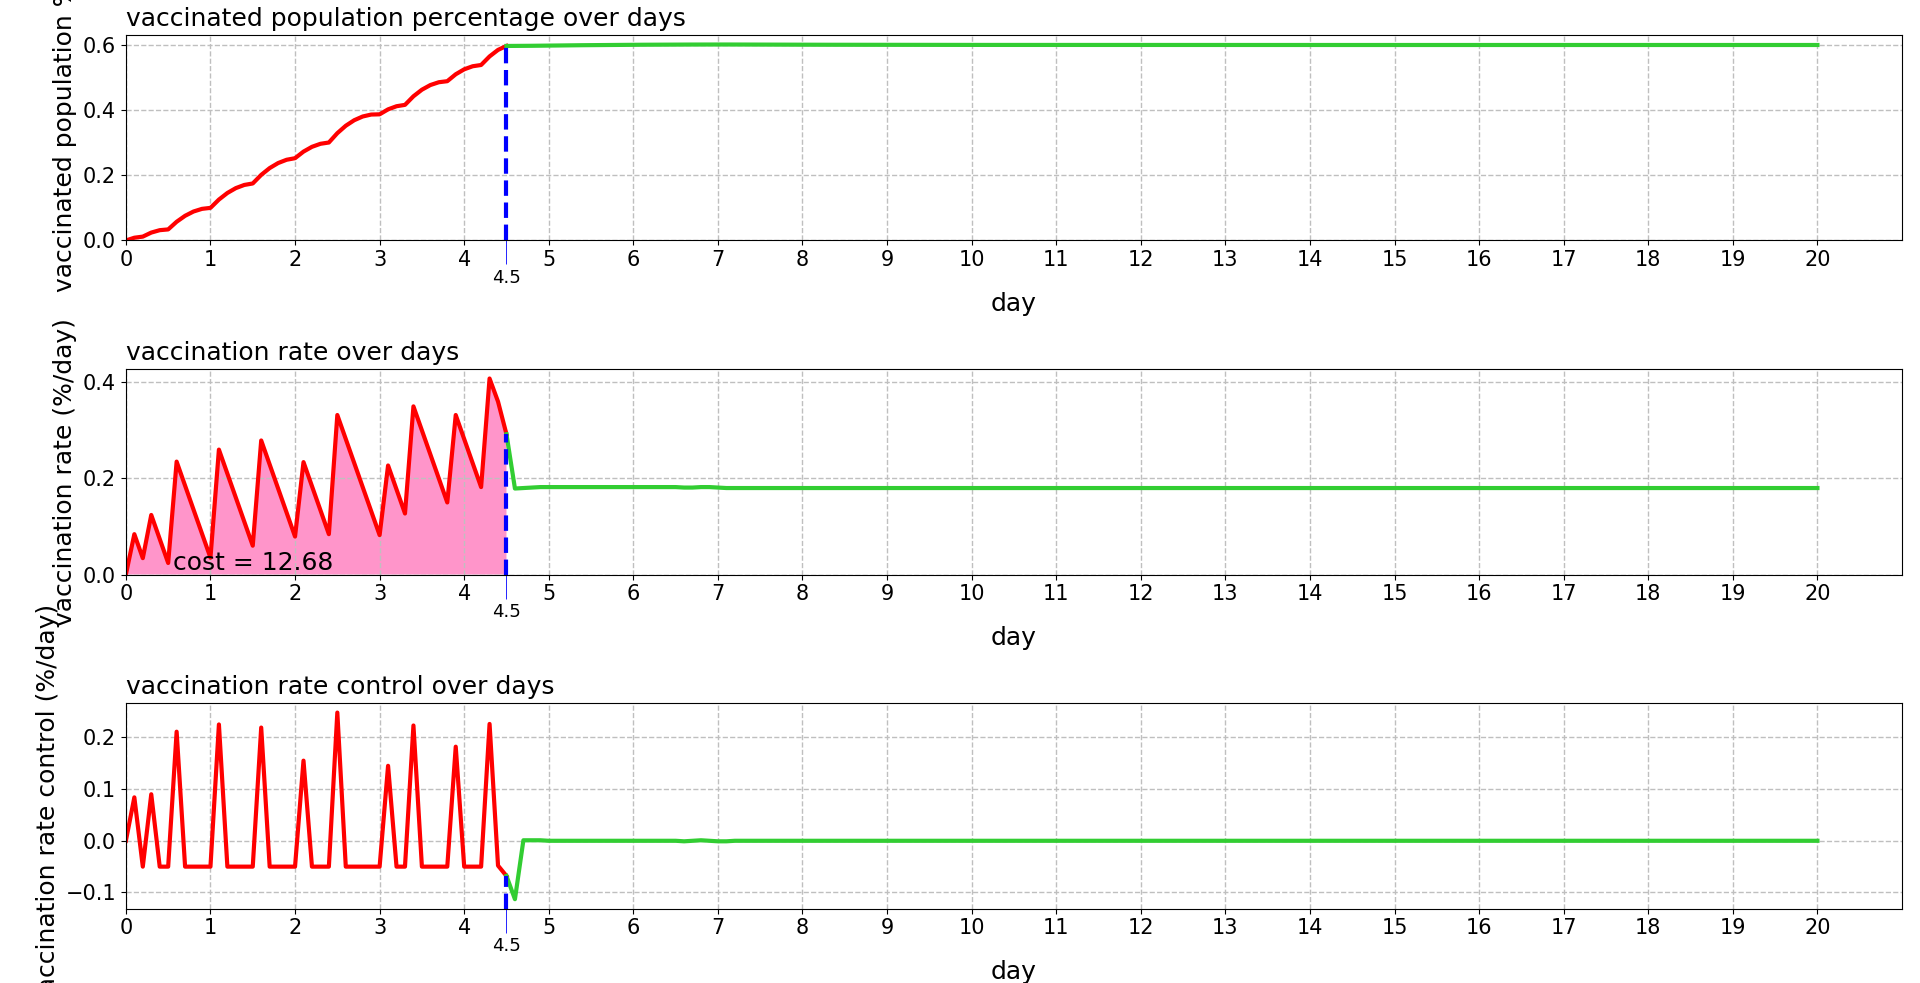 vaccinated population percentage over days
vaccinated population %
0.6
0.4
0.2
0.0
0 1 2 3 4 5 6 7 8 9 10 11 12 13 14 15 16 17 18 19 20
4.5
day
vaccination rate over days
vaccination rate (%/day)
0.4
0.2
0.0
cost = 12.68
0 1 2 3 4 5 6 7 8 9 10 11 12 13 14 15 16 17 18 19 20
4.5
day
vaccination rate control over days
accination rate control (%/day)
0.2
0.1
0.0
−0.1
0 1 2 3 4 5 6 7 8 9 10 11 12 13 14 15 16 17 18 19 20
4.5
day